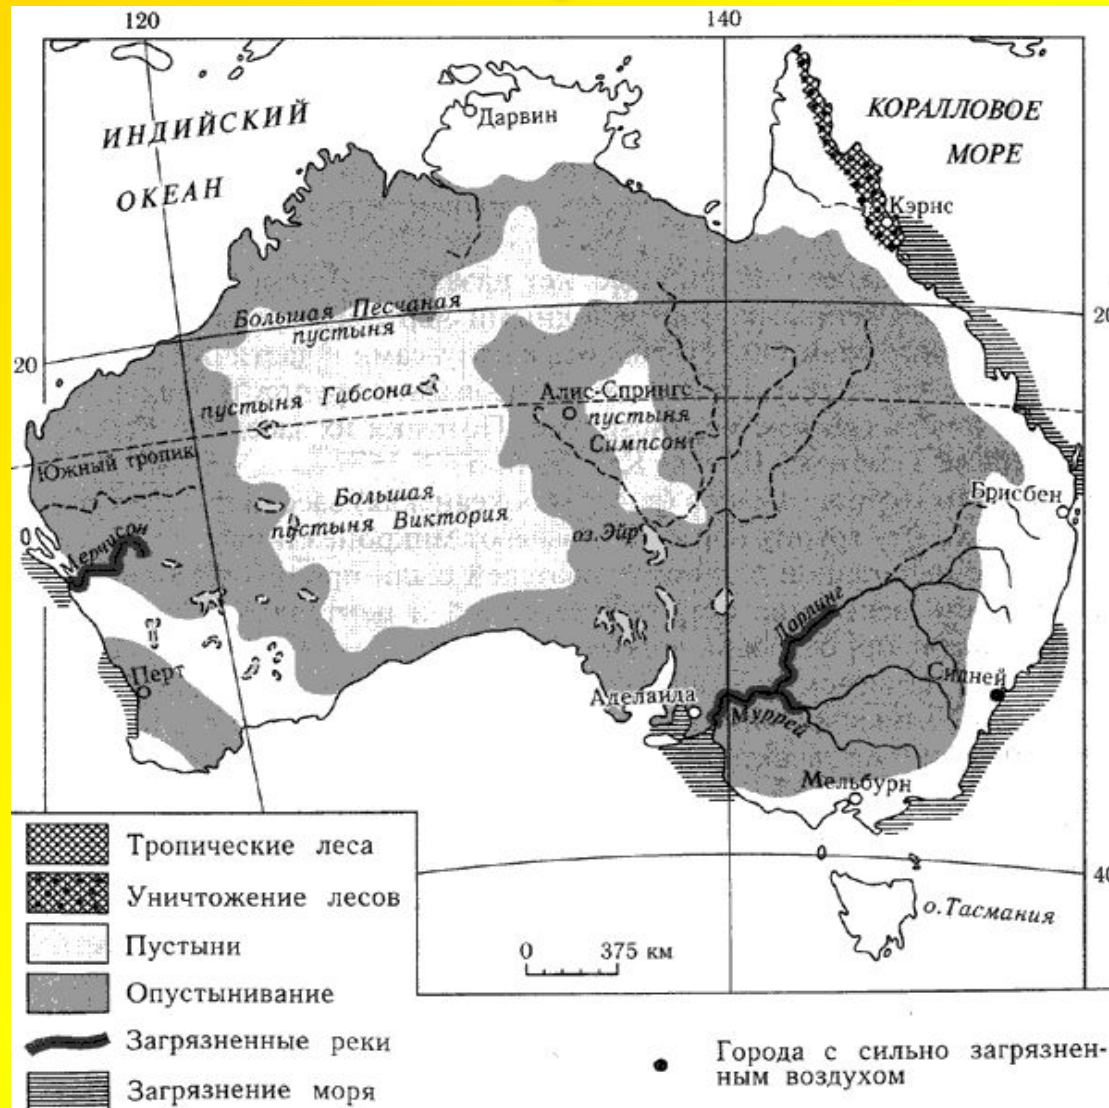 120
140
ИНДИЙСКИЙ
ОКЕАН
Дарвин
КОРАЛЛОВОЕ
МОРЕ
Кэрнс
Большая Песчаная
пустыня
20
20
пустыня Гибсона
Алис-Спрингс
пустыня
Симпсон
Южный тропик
Большая
пустыня Виктория
оз.Эйр
Брисбен
Мерчисон
Дарлинг
Перт
Аделаида
Муррей
Сидней
Мельбурн
40
о.Тасмания
0 375 км
Тропические леса
Уничтожение лесов
Пустыни
Опустынивание
Загрязненные реки
Загрязнение моря
Города с сильно загрязнен-
ным воздухом